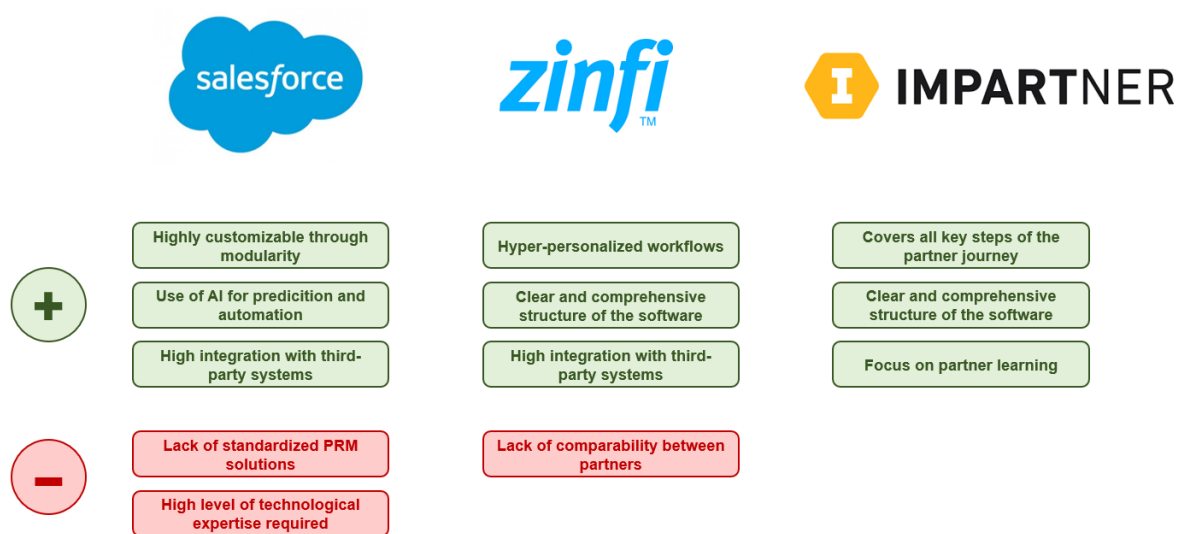 salesforce
zinfi
TM
I IMPARTNER
Highly customizable through
modularity
Hyper-personalized workflows
Covers all key steps of the
partner journey
+
Use of AI for predicition and
automation
Clear and comprehensive
structure of the software
Clear and comprehensive
structure of the software
High integration with third-
party systems
High integration with third-
party systems
Focus on partner learning
-
Lack of standardized PRM
solutions
Lack of comparability between
partners
High level of technological
expertise required